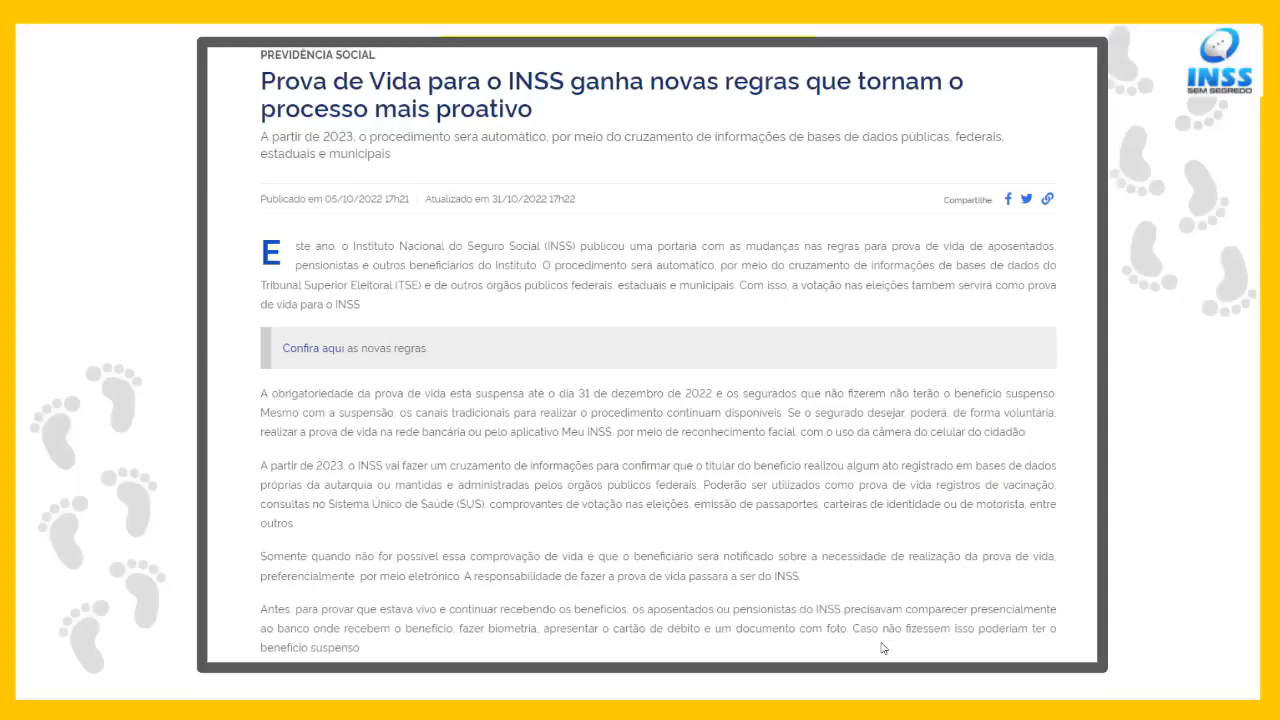 PREVIDÊNCIA SOCIAL
Prova de Vida para o INSS ganha novas regras que tornam o
processo mais proativo
A partir de 2023, o procedimento será automático, por meio do cruzamento de informações de bases de dados públicas, federais,
estaduais e municipais
Publicado em 05/10/2022 17h21 Atualizado em 31/10/2022 17h22
Compartilhe
Este ano, o Instituto Nacional do Seguro Social (INSS) publicou uma portaria com as mudanças nas regras para prova de vida de aposentados,
pensionistas e outros beneficiários do Instituto. O procedimento será automático, por meio do cruzamento de informações de bases de dados do
Tribunal Superior Eleitoral (TSE) e de outros órgãos públicos federais, estaduais e municipais. Com isso, a votação nas eleições também servirá como prova
de vida para o INSS
Confira aqui as novas regras.
A obrigatoriedade da prova de vida está suspensa até o dia 31 de dezembro de 2022 e os segurados que não fizerem não terão o benefício suspenso.
Mesmo com a suspensão, os canais tradicionais para realizar o procedimento continuam disponíveis. Se o segurado desejar, poderá, de forma voluntária,
realizar a prova de vida na rede bancária ou pelo aplicativo Meu INSS, por meio de reconhecimento facial, com o uso da câmera do celular do cidadão.
A partir de 2023, o INSS vai fazer um cruzamento de informações para confirmar que o titular do benefício realizou algum ato registrado em bases de dados
próprias da autarquia ou mantidas e administradas pelos órgãos públicos federais. Poderão ser utilizados como prova de vida registros de vacinação,
consultas no Sistema Único de Saúde (SUS), comprovantes de votação nas eleições, emissão de passaportes, carteiras de identidade ou de motorista, entre
outros
Somente quando não for possível essa comprovação de vida é que o beneficiário será notificado sobre a necessidade de realização da prova de vida,
preferencialmente por meio eletrônico. A responsabilidade de fazer a prova de vida passara a ser do INSS.
Antes, para provar que estava vivo e continuar recebendo os benefícios, os aposentados ou pensionistas do INSS precisavam comparecer presencialmente
ao banco onde recebem o benefício, fazer biometria, apresentar o cartão de débito e um documento com foto. Caso não fizessem isso poderiam ter o
benefício suspenso
INSS
SEM SEGREDO